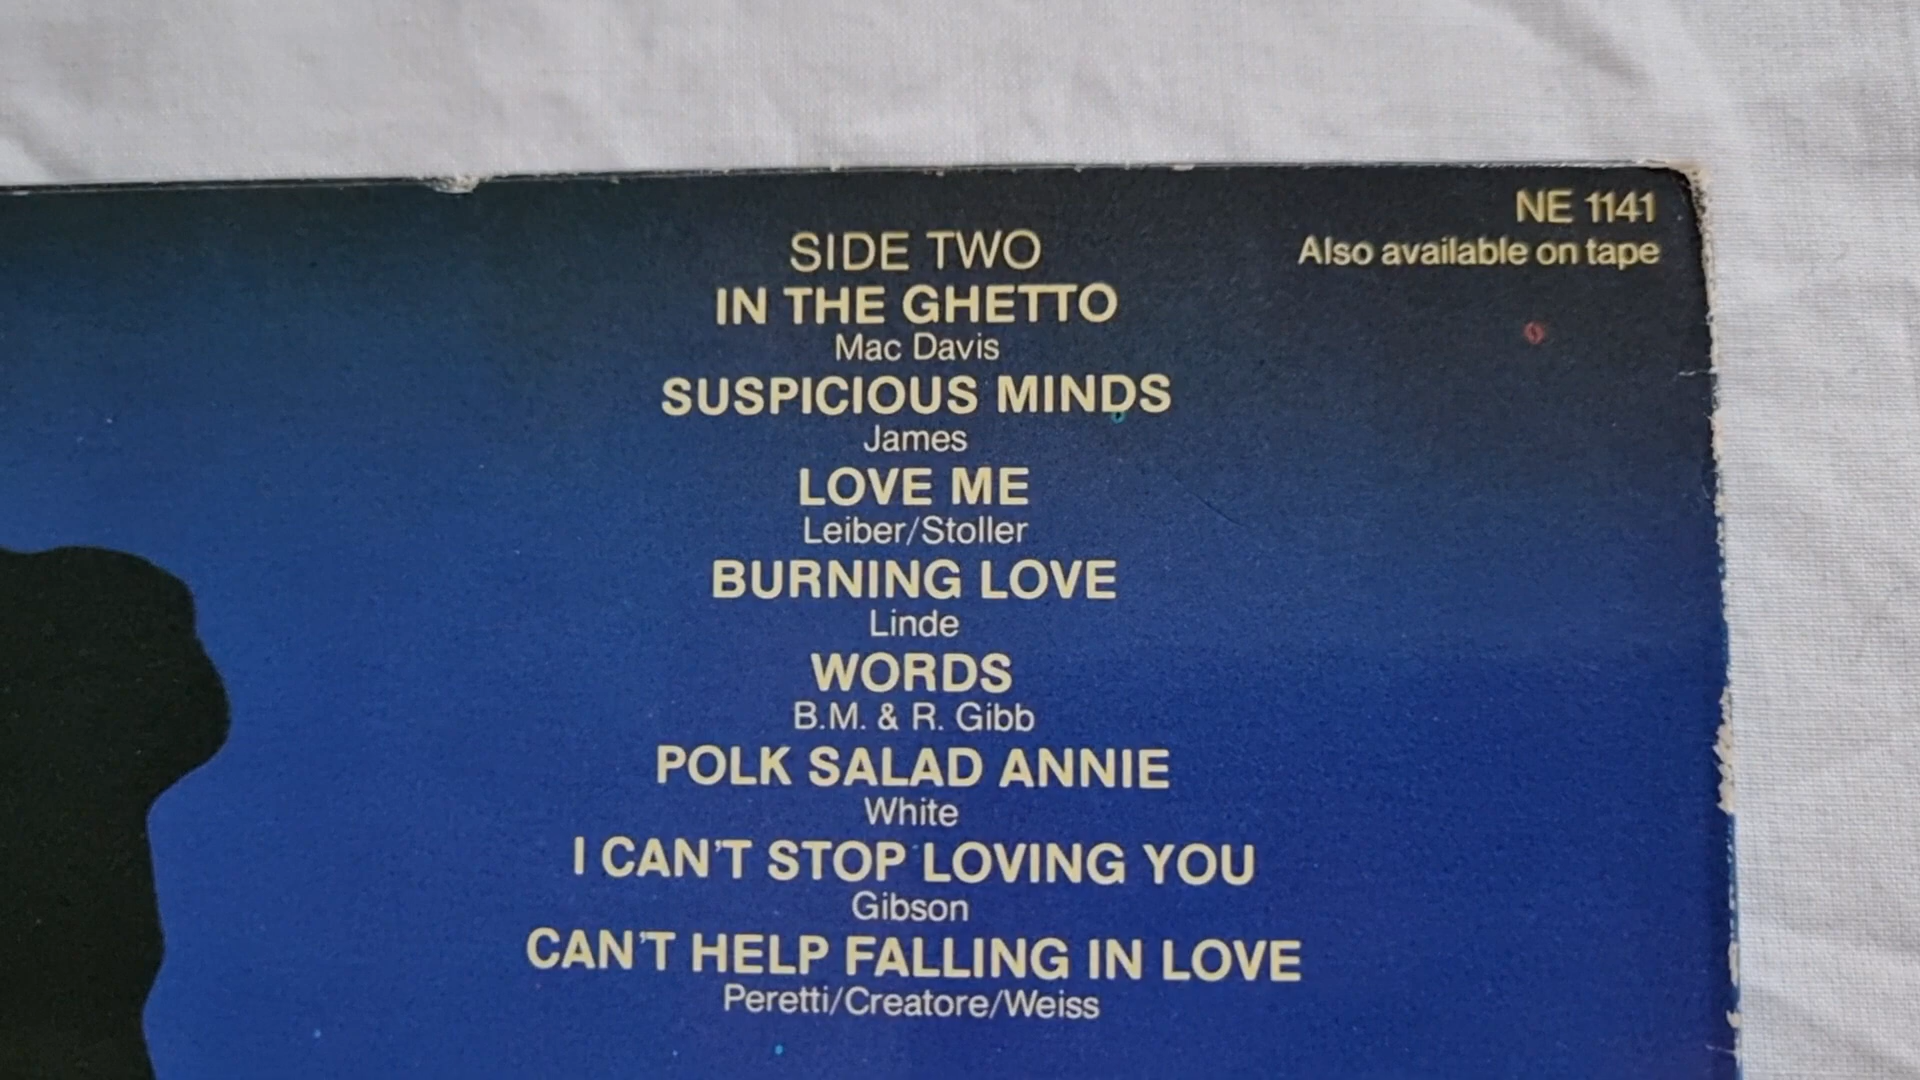 NE 1141
Also available on tape
SIDE TWO
IN THE GHETTO
Mac Davis
SUSPICIOUS MINDS
James
LOVE ME
Leiber/Stoller
BURNING LOVE
Linde
WORDS
B.M. & R. Gibb
POLK SALAD ANNIE
White
I CAN'T STOP LOVING YOU
Gibson
CAN'T HELP FALLING IN LOVE
Peretti/Creatore/Weiss